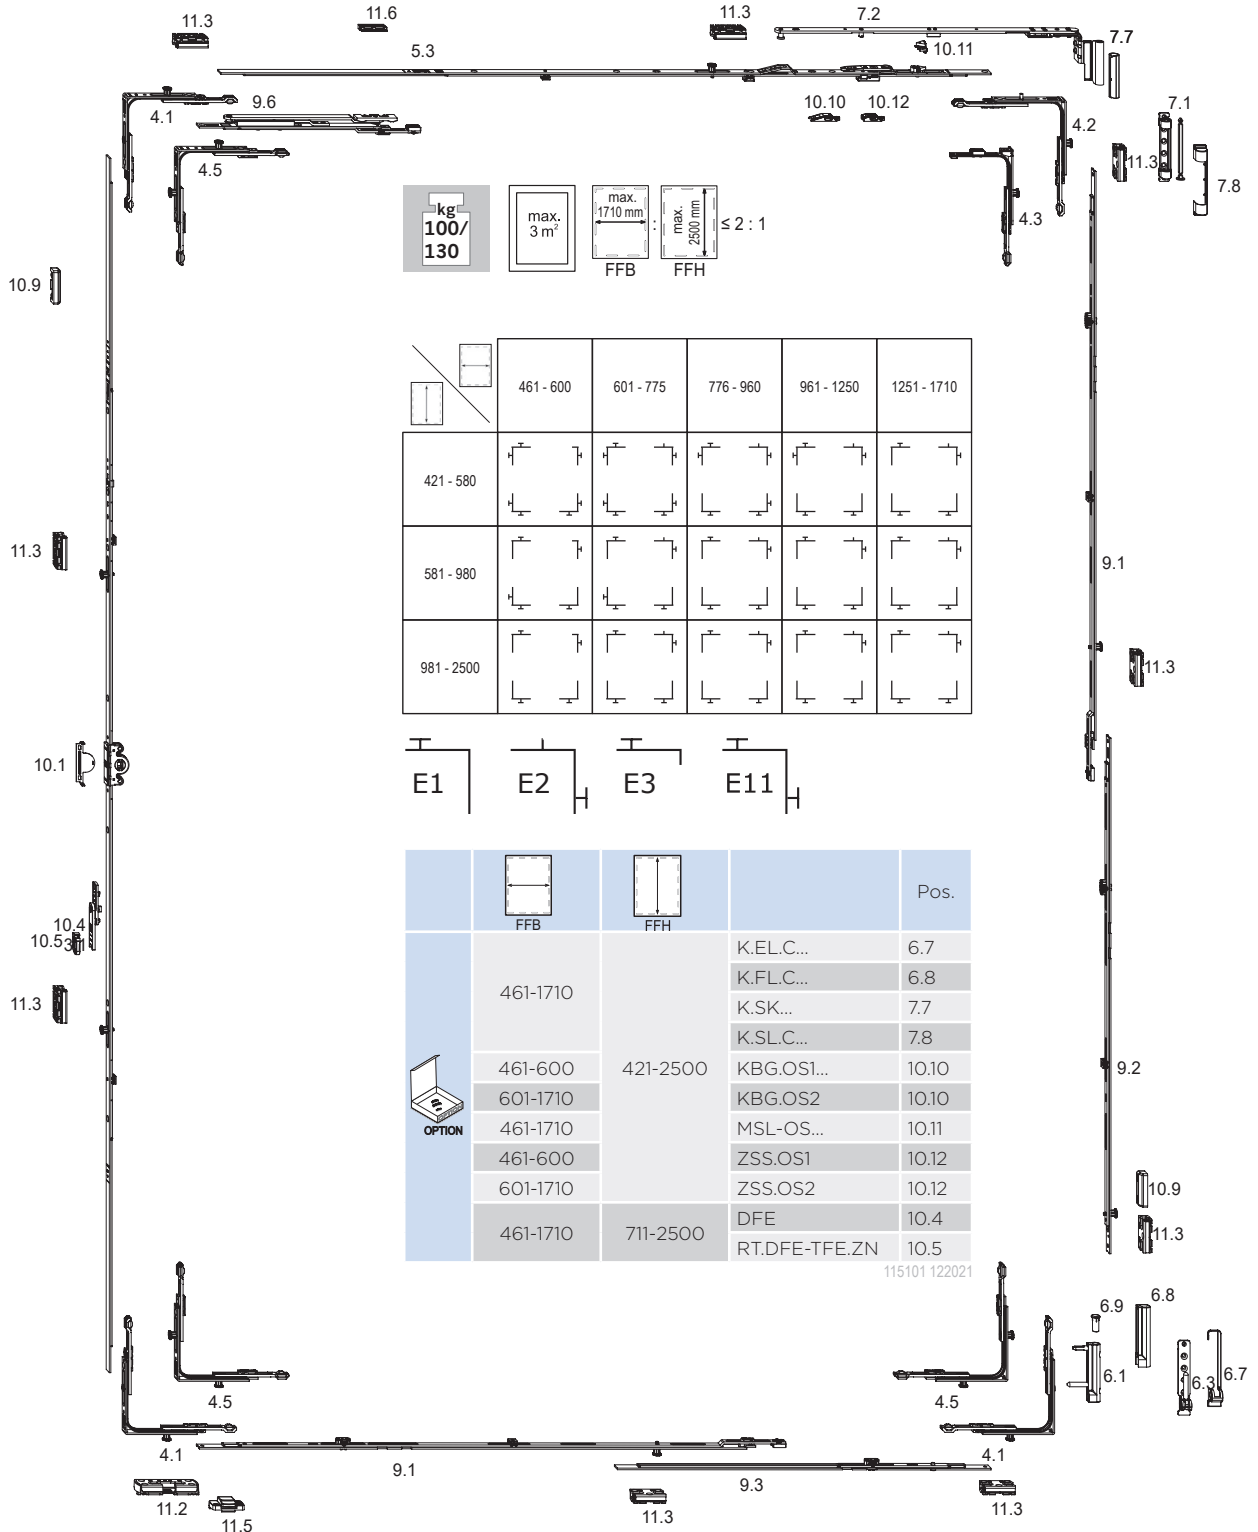 11.3
11.6
11.3
7.2
5.3
10.11
7.7
4.1
9.6
10.10
10.12
4.2
7.1
4.5
11.3
7.8
4.3
kg
100/
130
max.
3 m²
max.
1710 mm
:
max.
2500 mm
≤ 2 : 1
FFB
FFH
10.9
461 - 600
601 - 775
776 - 960
961 - 1250
1251 - 1710
421 - 580
11.3
581 - 980
9.1
981 - 2500
11.3
10.1
E1
E2
E3
E11
FFB
FFH
Pos.
10.4
10.5
461-1710
421-2500
K.EL.C... 6.7
K.FL.C... 6.8
K.SK... 7.7
K.SL.C... 7.8
11.3
461-600 KBG.OS1... 10.10
601-1710 KBG.OS2 10.10
461-1710 MSL-OS... 10.11
461-600 ZSS.OS1 10.12
601-1710 ZSS.OS2 10.12
OPTION
9.2
461-1710
711-2500
DFE 10.4
RT.DFE-TFE.ZN 10.5
115101 122021
10.9
11.3
6.9
6.8
6.1
6.3
6.7
4.5
4.5
4.1
9.1
9.3
4.1
11.2
11.5
11.3
11.3